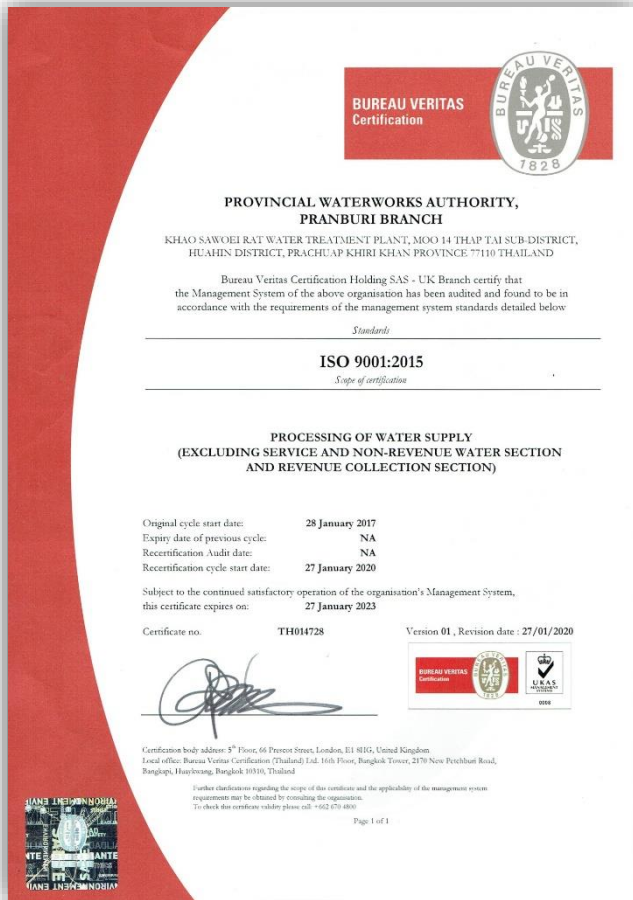 BUREAU VERITAS
Certification
BUREAU VERITAS
1828
PROVINCIAL WATERWORKS AUTHORITY,
PRANBURI BRANCH
KHAO SAWOEI RAT WATER TREATMENT PLANT, MOO 14 THAP TAI SUB-DISTRICT,
HUAHIN DISTRICT, PRACHUAP KHIRI KHAN PROVINCE 77110 THAILAND
Bureau Veritas Certification Holding SAS - UK Branch certify that
the Management System of the above organisation has been audited and found to be in
accordance with the requirements of the management system standards detailed below
Standards
ISO 9001:2015
Scope of certification
PROCESSING OF WATER SUPPLY
(EXCLUDING SERVICE AND NON-REVENUE WATER SECTION
AND REVENUE COLLECTION SECTION)
Original cycle start date: 28 January 2017
Expiry date of previous cycle: NA
Recertification Audit date: NA
Recertification cycle start date: 27 January 2020
Subject to the continued satisfactory operation of the organisation's Management System,
this certificate expires on: 27 January 2023
Certificate no. TH014728 Version 01 , Revision date : 27/01/2020
BUREAU VERITAS
Certification
UKAS
MANAGEMENT
SYSTEMS
0008
Certification body address: 5th Floor, 66 Prescot Street, London, E1 8HG, United Kingdom
Local office: Bureau Veritas Certification (Thailand) Ltd. 16th Floor, Bangkok Tower, 2170 New Petchburi Road,
Bangkapi, Huaykwang, Bangkok 10310, Thailand
Further clarifications regarding the scope of this certificate and the applicability of the management system
requirements may be obtained by consulting the organisation.
To check this certificate validity please call: +662 670 4800
Page 1 of 1